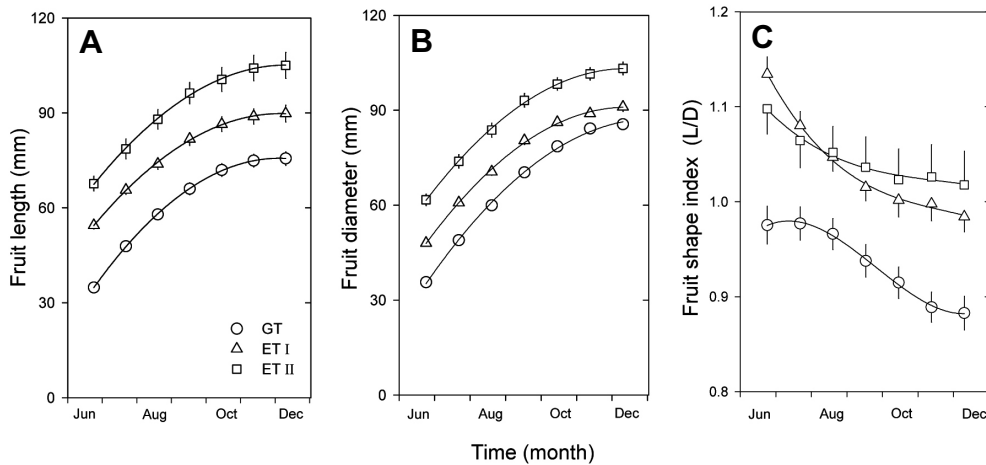 A
Fruit length (mm)
120
90
60
30
0
GT
ET I
ET II
Jun
Aug
Oct
Dec
B
Fruit diameter (mm)
120
90
60
30
0
Jun
Aug
Oct
Dec
C
Fruit shape index (L/D)
1.2
1.1
1.0
0.9
0.8
Jun
Aug
Oct
Dec
Time (month)